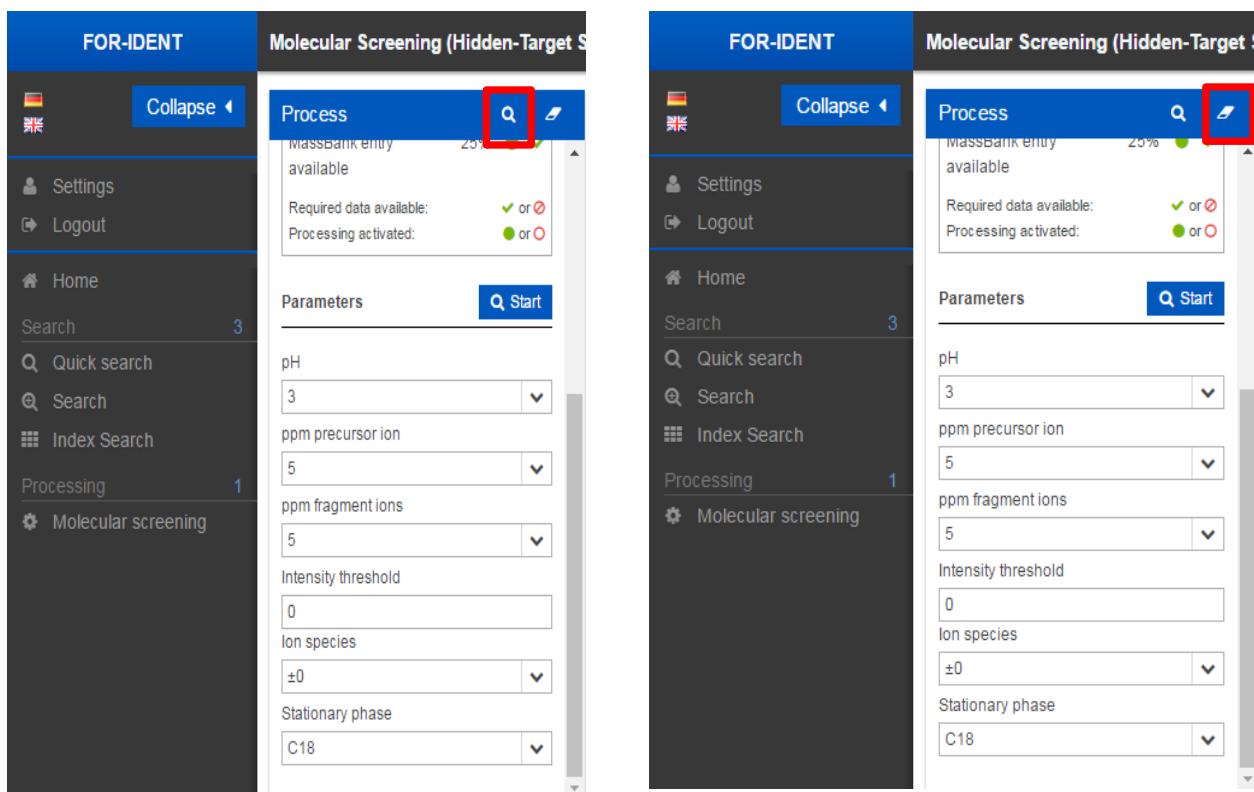 FOR-IDENT
Molecular Screening (Hidden-Target S
Collapse
Process
MassBank entry 25%
available
Settings
Required data available: or
Logout
Processing activated: or
Home
Parameters
Start
Search 3
Quick search
pH
3
Search
ppm precursor ion
Index Search
5
Processing 1
ppm fragment ions
Molecular screening
5
Intensity threshold
0
Ion species
±0
Stationary phase
C18
FOR-IDENT
Molecular Screening (Hidden-Target S
Collapse
Process
MassBank entry 25%
available
Settings
Required data available: or
Logout
Processing activated: or
Home
Parameters
Start
Search 3
Quick search
pH
3
Search
ppm precursor ion
Index Search
5
Processing 1
ppm fragment ions
Molecular screening
5
Intensity threshold
0
Ion species
±0
Stationary phase
C18